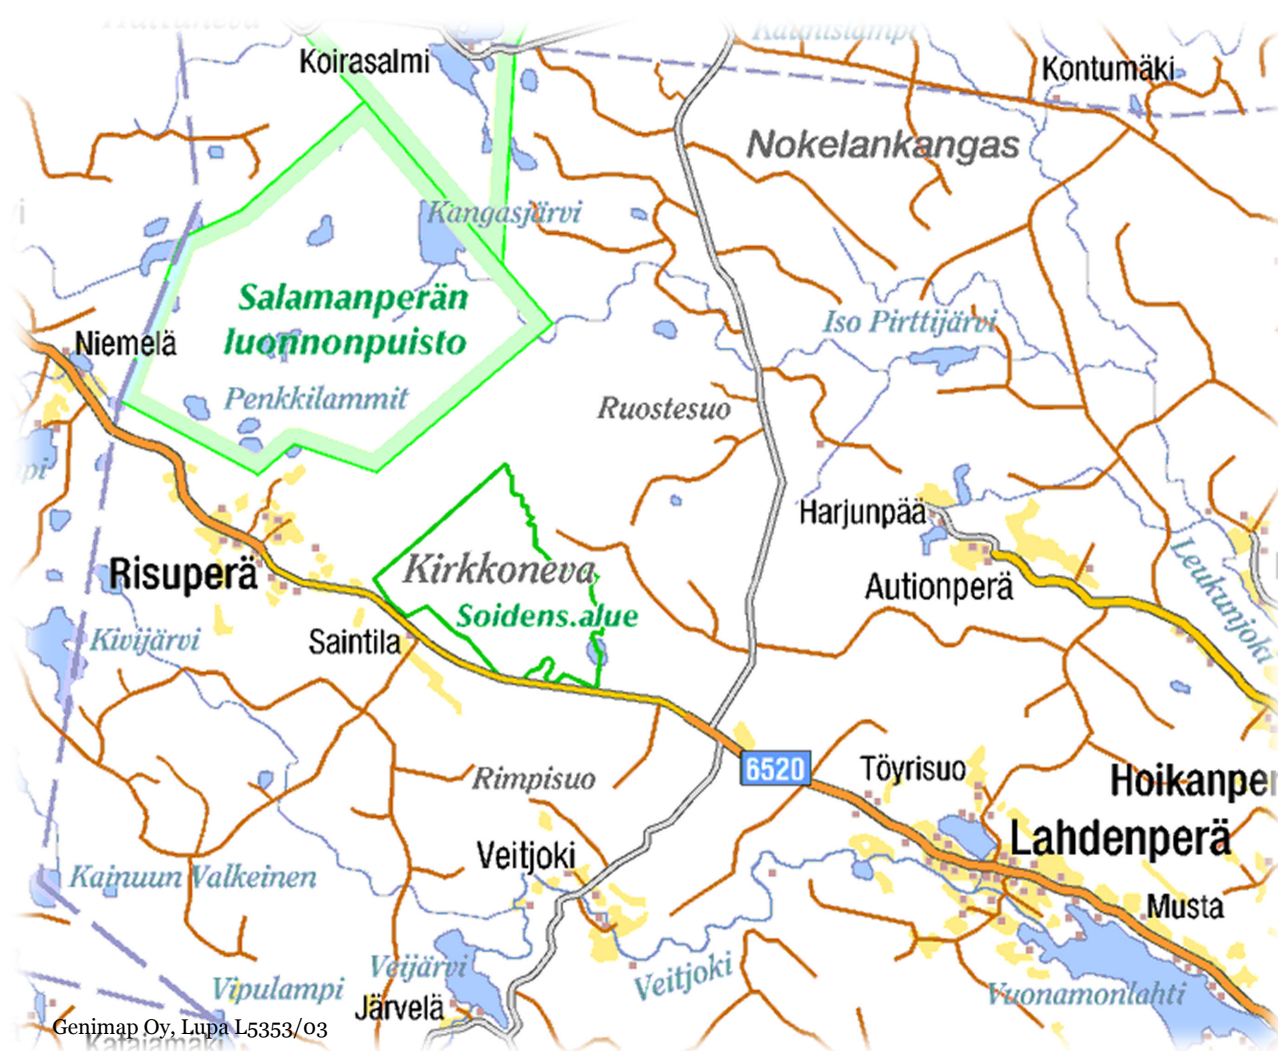 Kaunislampi
Koirasalmi
Kontumäki
Nokelankangas
Kangasjärvi
Salamanperän
luonnonpuisto
Iso Pirttijärvi
Niemelä
Penkkilammit
Ruostesuo
Harjunpää
Leukunjoki
Kirkkoneva
Risuperä
Autionperä
Soidens.alue
Kivijärvi
Saintila
6520
Töyrisuo
Rimpisuo
Hoikanper
Lahdenperä
Veitjoki
Kainuun Valkeinen
Musta
Veijärvi
Veitjoki
Vipulampi
Vuonamonlahti
Järvelä
Genimap Oy, Lupa L5353/03